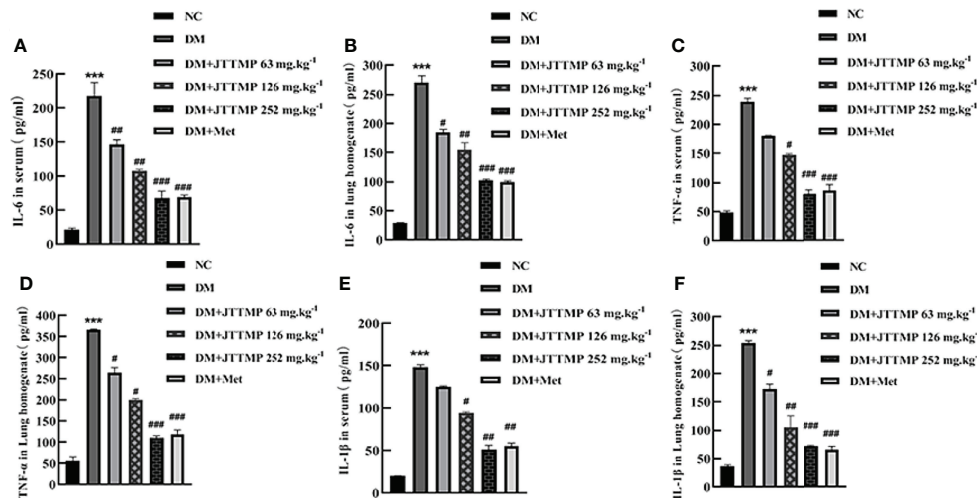 A
NC
DM
DM+JTTMP 63 mg.kg-1
DM+JTTMP 126 mg.kg-1
DM+JTTMP 252 mg.kg-1
DM+Met
IL-6 in serum ( pg/ml)
250
200
150
100
50
0
***
##
##
###
###
B
NC
DM
DM+JTTMP 63 mg.kg-1
DM+JTTMP 126 mg.kg-1
DM+JTTMP 252 mg.kg-1
DM+Met
IL-6 in lung homogenate( pg/ml)
300
250
200
150
100
50
0
***
#
##
###
###
C
NC
DM
DM+JTTMP 63 mg.kg-1
DM+JTTMP 126 mg.kg-1
DM+JTTMP 252 mg.kg-1
DM+Met
TNF-α in serum ( pg/ml)
300
250
200
150
100
50
0
***
#
###
###
D
NC
DM
DM+JTTMP 63 mg.kg-1
DM+JTTMP 126 mg.kg-1
DM+JTTMP 252 mg.kg-1
DM+Met
TNF-α in Lung homogenate( pg/ml)
400
350
300
250
200
150
100
50
0
***
#
#
###
###
E
NC
DM
DM+JTTMP 63 mg.kg-1
DM+JTTMP 126 mg.kg-1
DM+JTTMP 252 mg.kg-1
DM+Met
IL-1β in serum ( pg/ml)
200
150
100
50
0
***
#
##
##
F
NC
DM
DM+JTTMP 63 mg.kg-1
DM+JTTMP 126 mg.kg-1
DM+JTTMP 252 mg.kg-1
DM+Met
IL-1β in Lung homogenate( pg/ml)
350
300
250
200
150
100
50
0
***
#
##
###
###